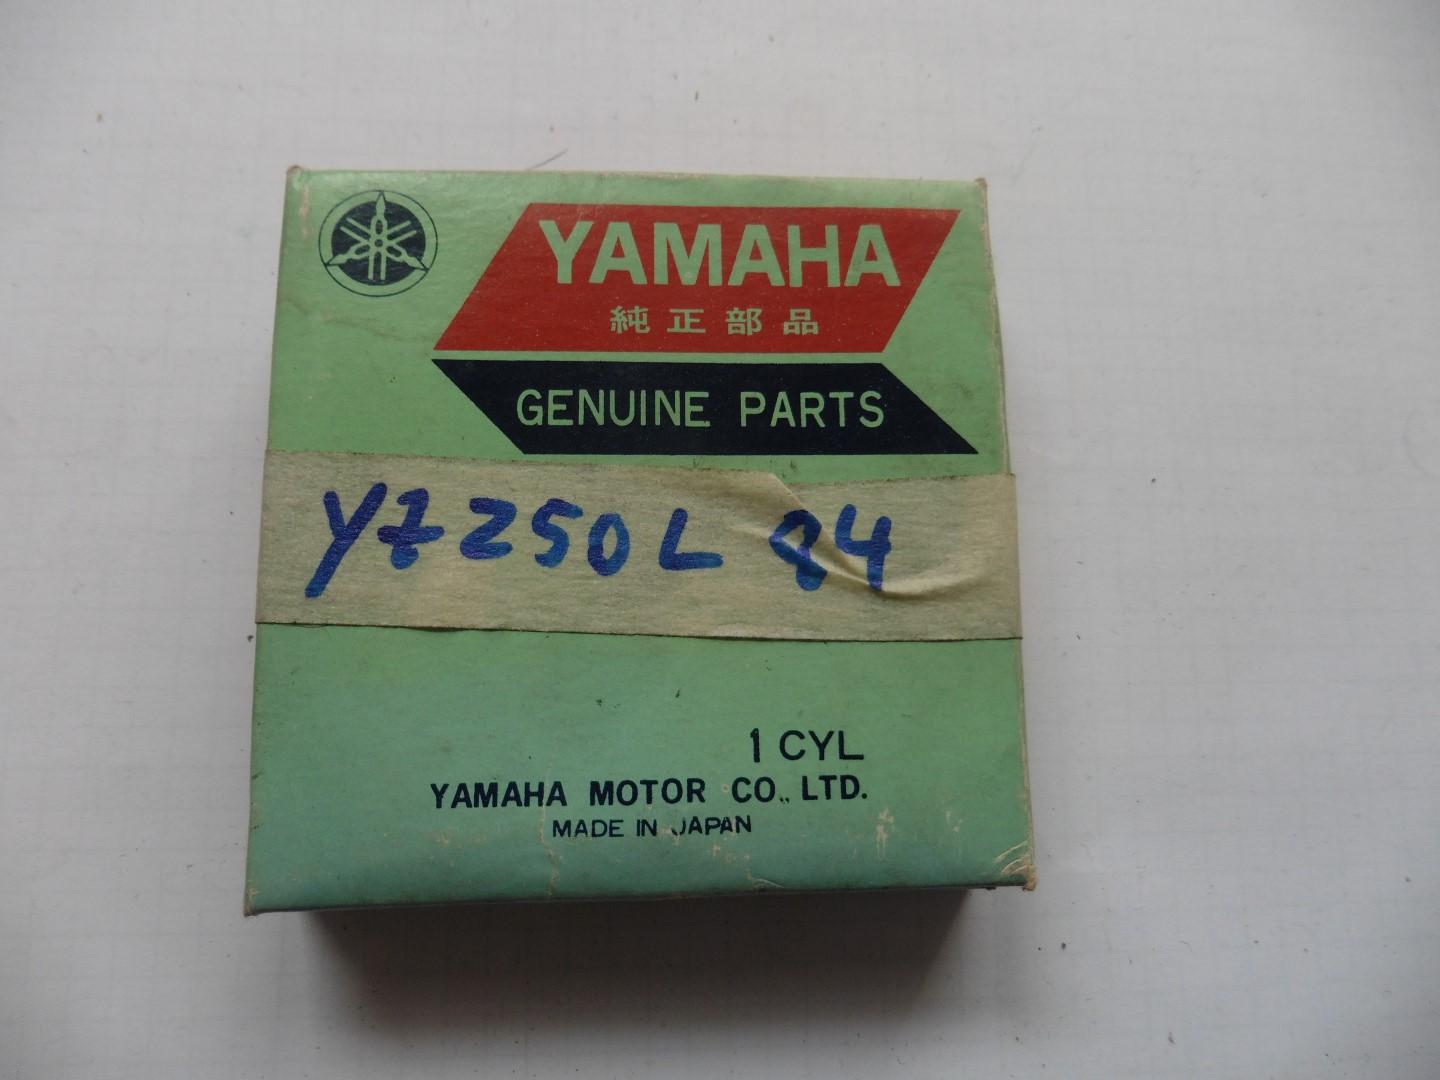 YAMAHA
純正部品
GENUINE PARTS
YZ250L 84
1 CYL
YAMAHA MOTOR CO., LTD.
MADE IN JAPAN